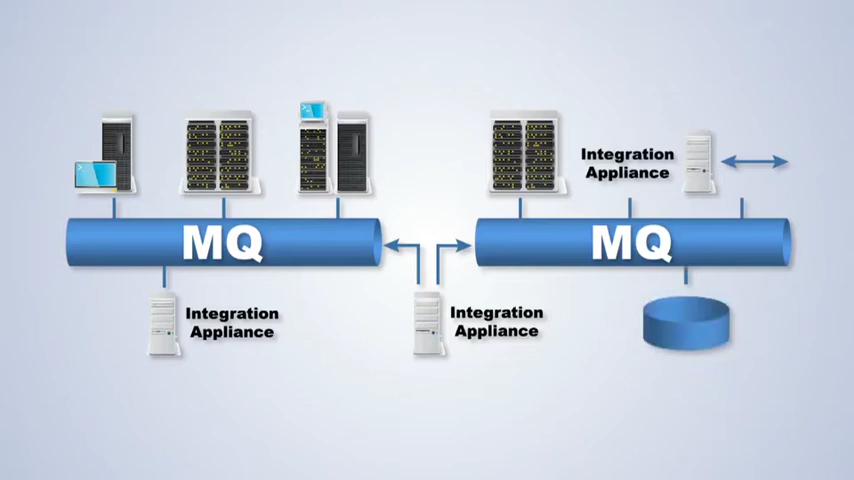 Integration
Appliance
MQ
MQ
Integration
Appliance
Integration
Appliance